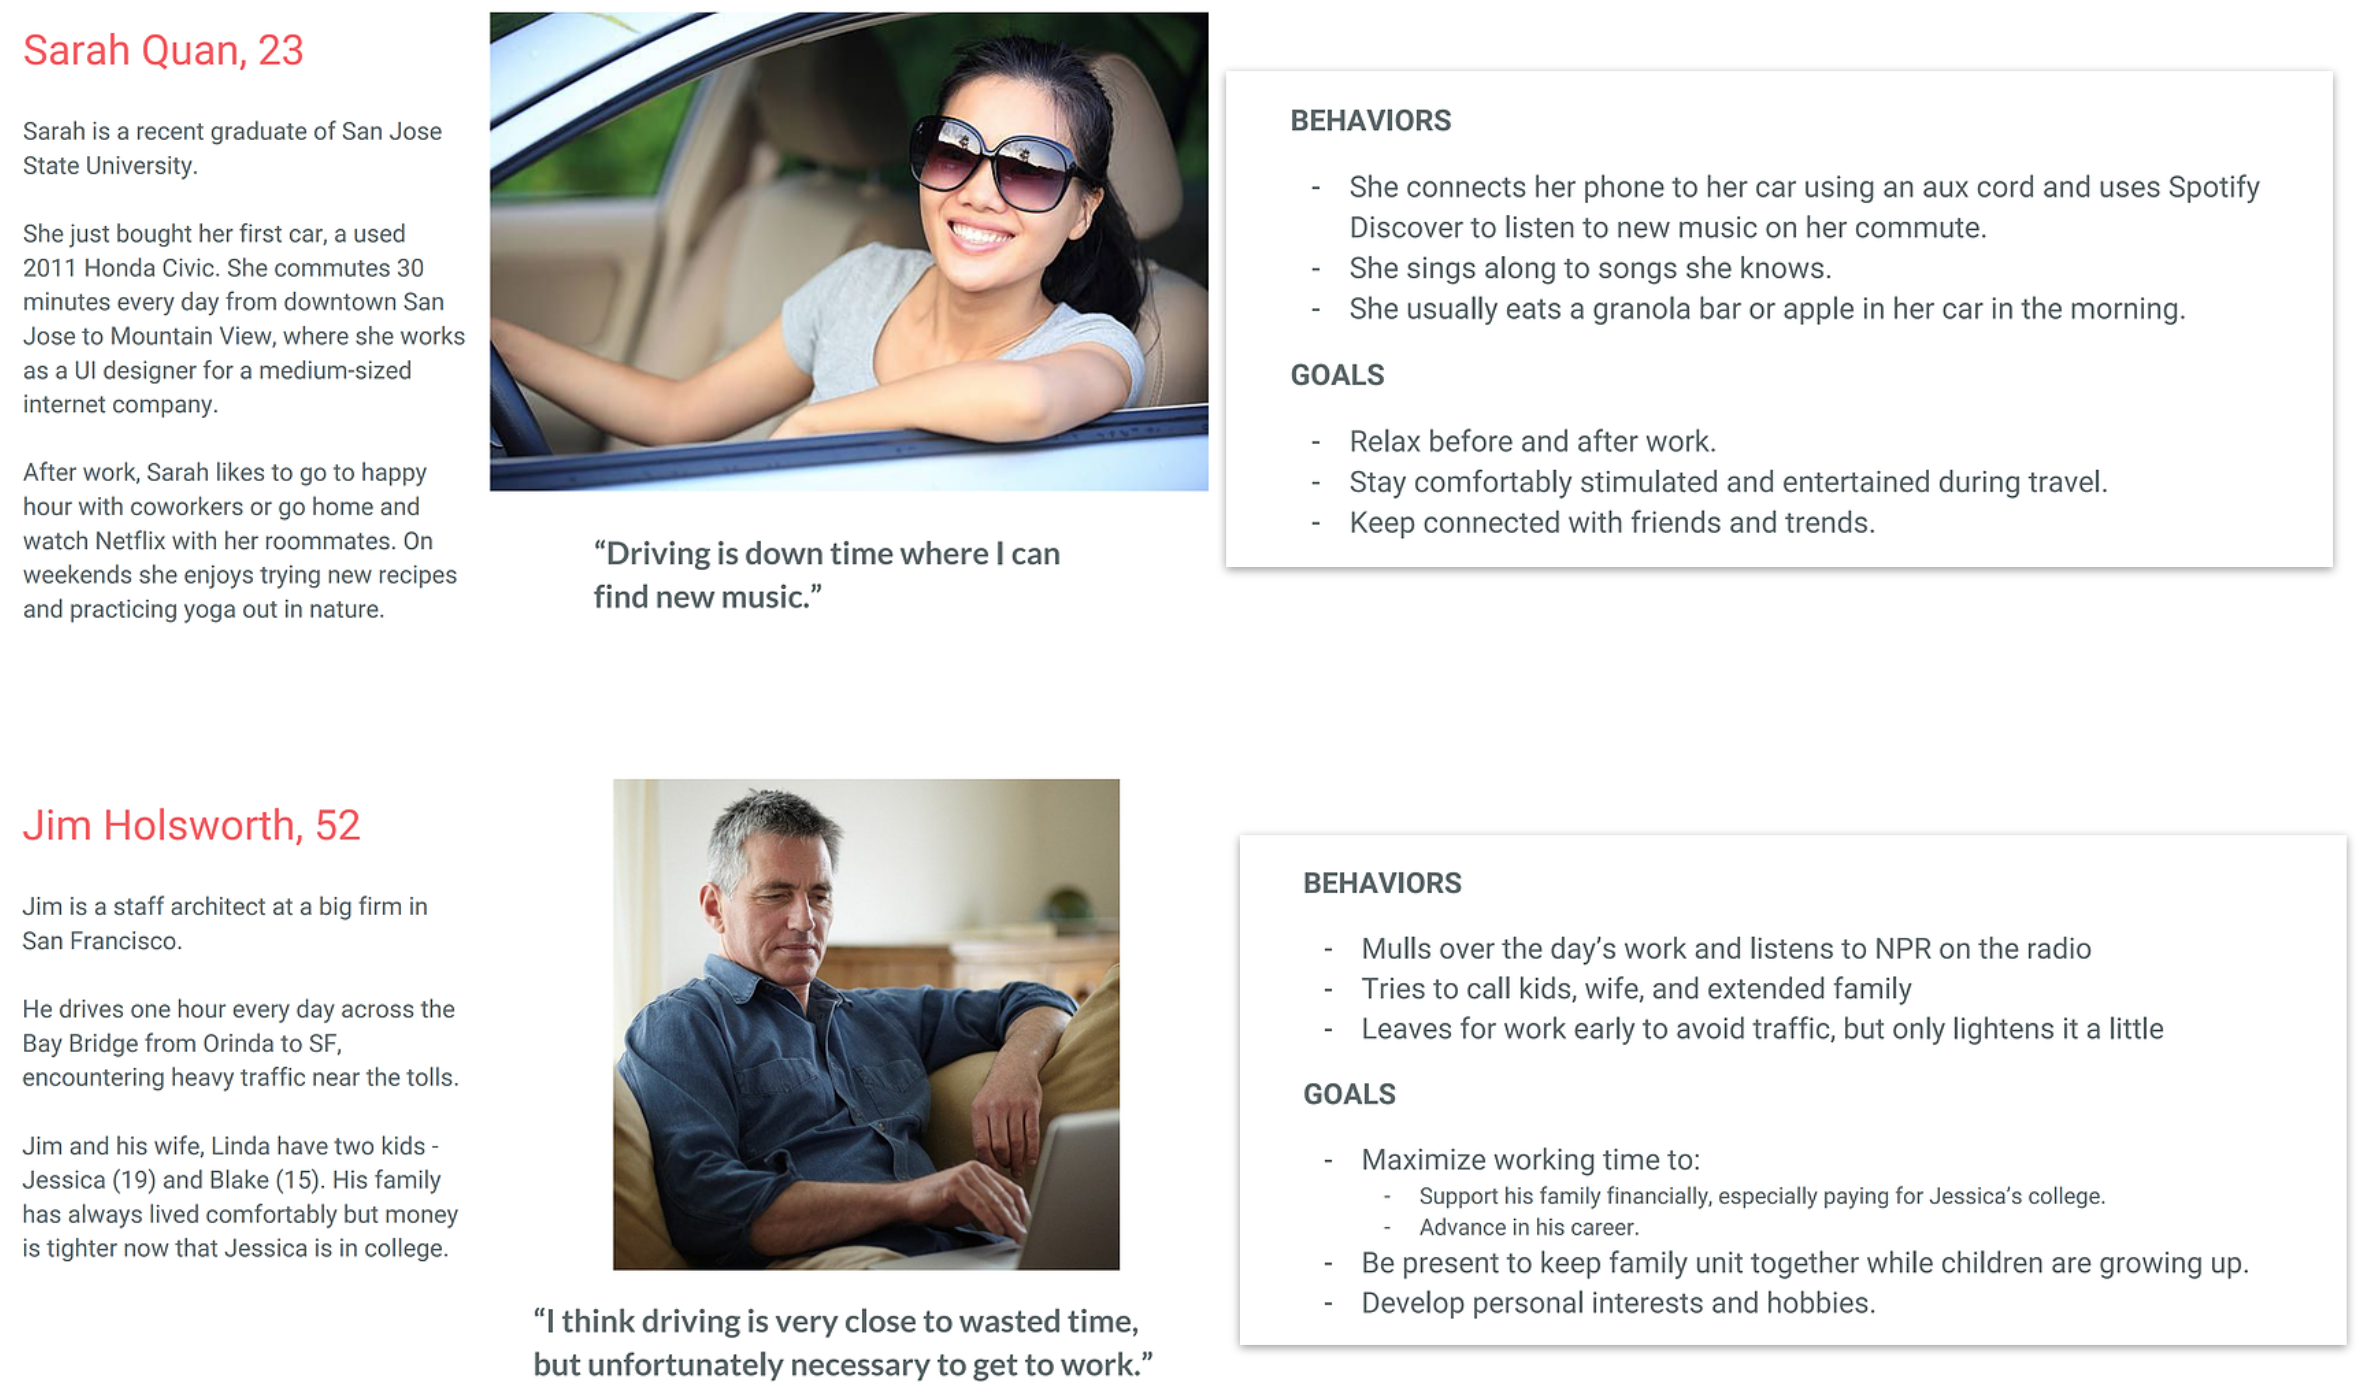 Sarah Quan, 23
Sarah is a recent graduate of San Jose
State University.
She just bought her first car, a used
2011 Honda Civic. She commutes 30
minutes every day from downtown San
Jose to Mountain View, where she works
as a UI designer for a medium-sized
internet company.
After work, Sarah likes to go to happy
hour with coworkers or go home and
watch Netflix with her roommates. On
weekends she enjoys trying new recipes
and practicing yoga out in nature.
“Driving is down time where I can
find new music.”
BEHAVIORS
- She connects her phone to her car using an aux cord and uses Spotify
Discover to listen to new music on her commute.
- She sings along to songs she knows.
- She usually eats a granola bar or apple in her car in the morning.
GOALS
- Relax before and after work.
- Stay comfortably stimulated and entertained during travel.
- Keep connected with friends and trends.
Jim Holsworth, 52
Jim is a staff architect at a big firm in
San Francisco.
He drives one hour every day across the
Bay Bridge from Orinda to SF,
encountering heavy traffic near the tolls.
Jim and his wife, Linda have two kids -
Jessica (19) and Blake (15). His family
has always lived comfortably but money
is tighter now that Jessica is in college.
“I think driving is very close to wasted time,
but unfortunately necessary to get to work.”
BEHAVIORS
- Mulls over the day’s work and listens to NPR on the radio
- Tries to call kids, wife, and extended family
- Leaves for work early to avoid traffic, but only lightens it a little
GOALS
- Maximize working time to:
- Support his family financially, especially paying for Jessica’s college.
- Advance in his career.
- Be present to keep family unit together while children are growing up.
- Develop personal interests and hobbies.